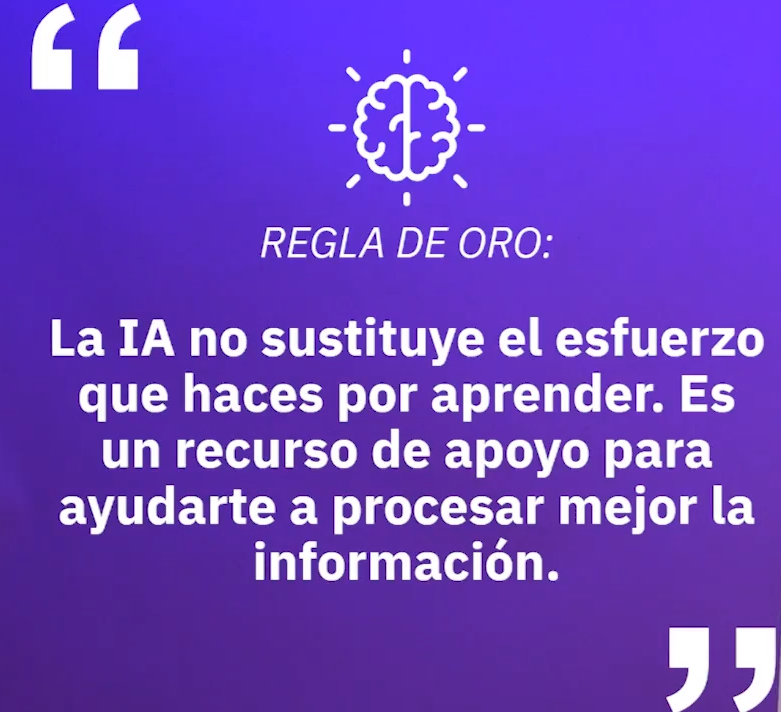 “
REGLA DE ORO:
La IA no sustituye el esfuerzo
que haces por aprender. Es
un recurso de apoyo para
ayudarte a procesar mejor la
información.
”